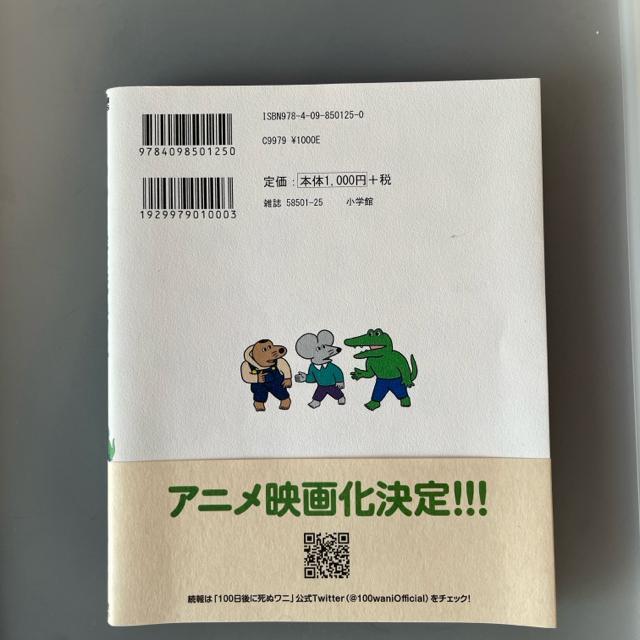 ISBN978-4-09-850125-0
C9979 ¥1000E
9784098501250
定価：本体1,000円＋税
雑誌 58501-25 小学館
1929979010003
アニメ映画化決定!!!
続報は「100日後に死ぬワニ」公式Twitter（@100waniOfficial）をチェック！